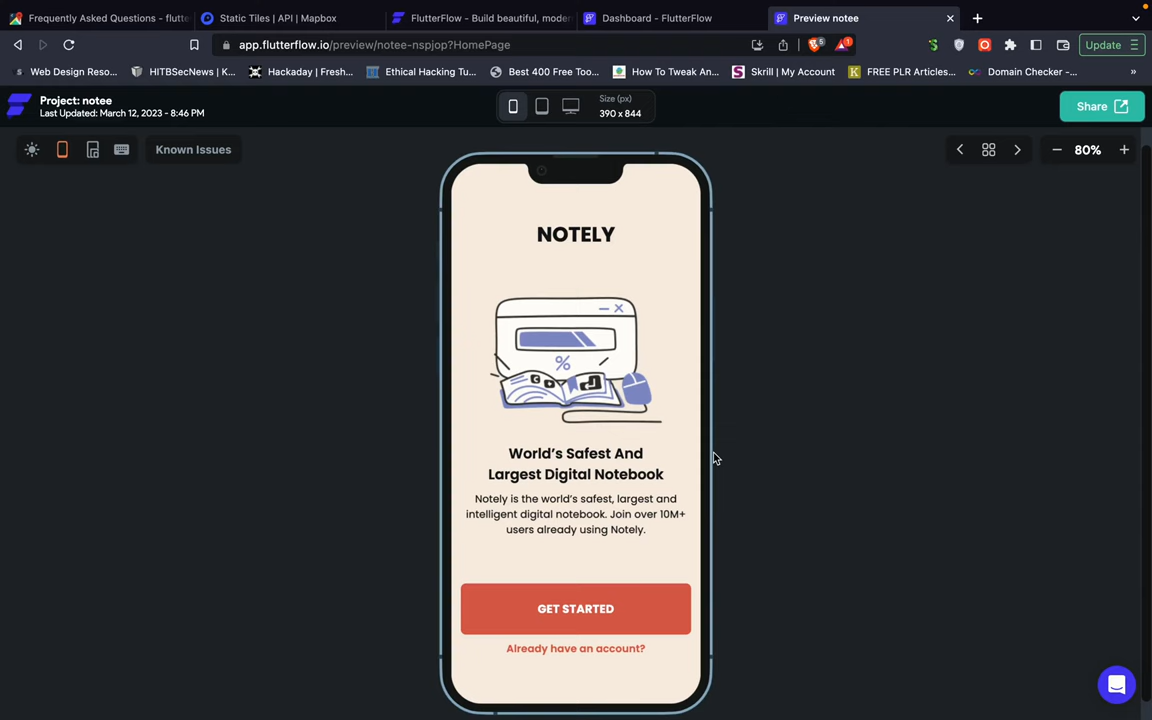 Frequently Asked Questions - flutte
Static Tiles | API | Mapbox
FlutterFlow - Build beautiful, moder
Dashboard - FlutterFlow
Preview notee
app.flutterflow.io/preview/notee-nspjop?HomePage
5
1
Update
Web Design Reso...
HITBSecNews | K...
Hackaday | Fresh...
Ethical Hacking Tu...
Best 400 Free Too...
How To Tweak An...
Skrill | My Account
FREE PLR Articles...
Domain Checker -...
»
Project: notee
Last Updated: March 12, 2023 - 8:46 PM
Size (px)
390 x 844
Share
Known Issues
80%
NOTELY
%
World's Safest And
Largest Digital Notebook
Notely is the world's safest, largest and
intelligent digital notebook. Join over 10M+
users already using Notely.
GET STARTED
Already have an account?